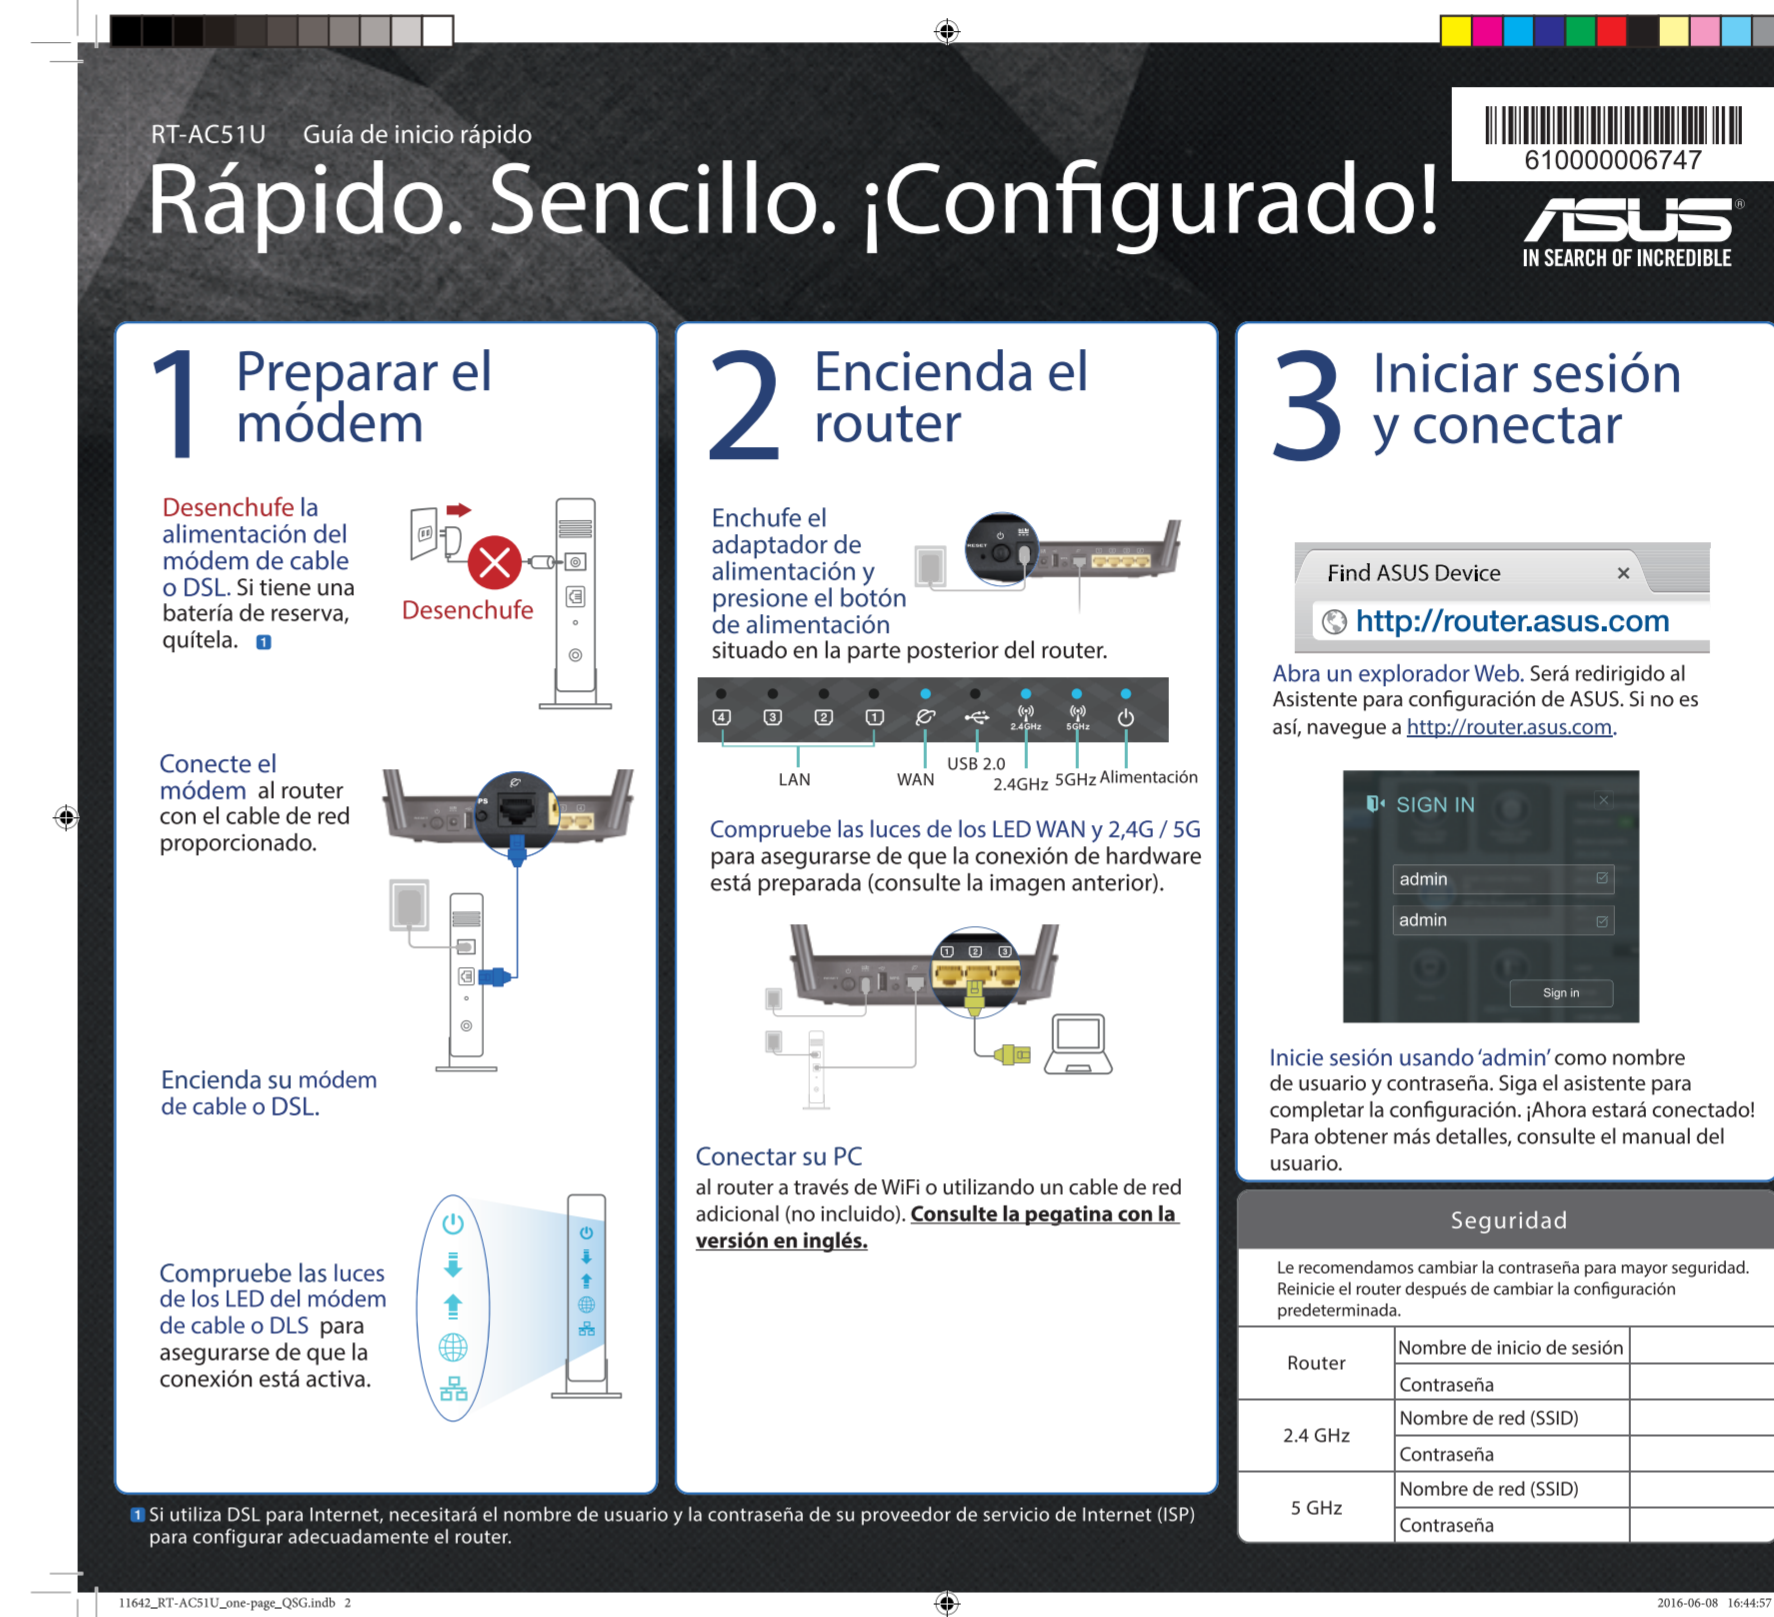 RT-AC51U Guía de inicio rápido
Rápido. Sencillo. ¡Configurado!
610000006747
ASUS®
IN SEARCH OF INCREDIBLE
1 Preparar el
módem
Desenchufe la
alimentación del
módem de cable
o DSL. Si tiene una
batería de reserva,
quítela. 1
Desenchufe
Conecte el
módem al router
con el cable de red
proporcionado.
PS
Encienda su módem
de cable o DSL.
Compruebe las luces
de los LED del módem
de cable o DLS para
asegurarse de que la
conexión está activa.
2 Encienda el
router
Enchufe el
adaptador de
alimentación y
presione el botón
de alimentación
situado en la parte posterior del router.
RESET
4 3 2 1 2.4GHz 5GHz
LAN WAN USB 2.0 2.4GHz 5GHz Alimentación
Compruebe las luces de los LED WAN y 2,4G / 5G
para asegurarse de que la conexión de hardware
está preparada (consulte la imagen anterior).
1 2 3
Conectar su PC
al router a través de WiFi o utilizando un cable de red
adicional (no incluido). Consulte la pegatina con la
versión en inglés.
3 Iniciar sesión
y conectar
Find ASUS Device ×
http://router.asus.com
Abra un explorador Web. Será redirigido al
Asistente para configuración de ASUS. Si no es
así, navegue a http://router.asus.com.
SIGN IN
admin
admin
Sign in
Inicie sesión usando ‘admin’ como nombre
de usuario y contraseña. Siga el asistente para
completar la configuración. ¡Ahora estará conectado!
Para obtener más detalles, consulte el manual del
usuario.
Seguridad
Le recomendamos cambiar la contraseña para mayor seguridad.
Reinicie el router después de cambiar la configuración
predeterminada.
Router
Nombre de inicio de sesión
Contraseña
2.4 GHz
Nombre de red (SSID)
Contraseña
5 GHz
Nombre de red (SSID)
Contraseña
1 Si utiliza DSL para Internet, necesitará el nombre de usuario y la contraseña de su proveedor de servicio de Internet (ISP)
para configurar adecuadamente el router.
11642_RT-AC51U_one-page_QSG.indb 2
2016-06-08 16:44:57